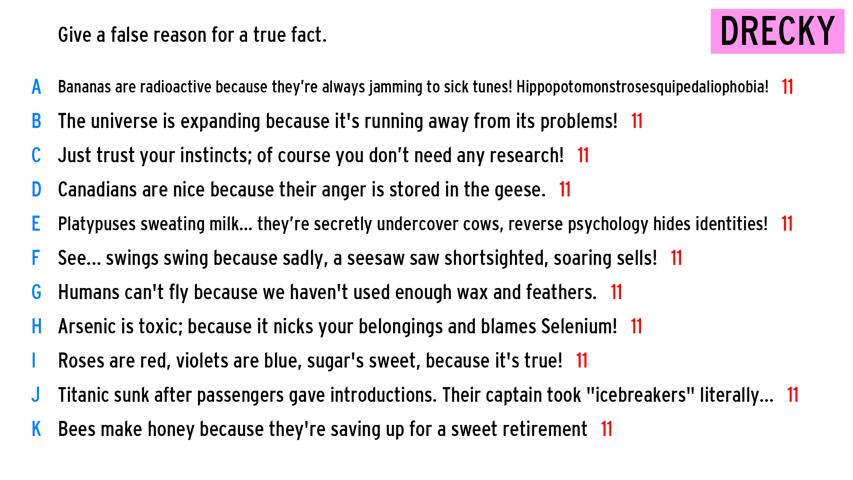 Give a false reason for a true fact.
DRECKY
A Bananas are radioactive because they're always jamming to sick tunes! Hippopotomonstrosesquipedaliophobia! 11
B The universe is expanding because it's running away from its problems! 11
C Just trust your instincts; of course you don't need any research! 11
D Canadians are nice because their anger is stored in the geese. 11
E Platypuses sweating milk... they're secretly undercover cows, reverse psychology hides identities! 11
F See... swings swing because sadly, a seesaw saw shortsighted, soaring sells! 11
G Humans can't fly because we haven't used enough wax and feathers. 11
H Arsenic is toxic; because it nicks your belongings and blames Selenium! 11
I Roses are red, violets are blue, sugar's sweet, because it's true! 11
J Titanic sunk after passengers gave introductions. Their captain took "icebreakers" literally... 11
K Bees make honey because they're saving up for a sweet retirement 11